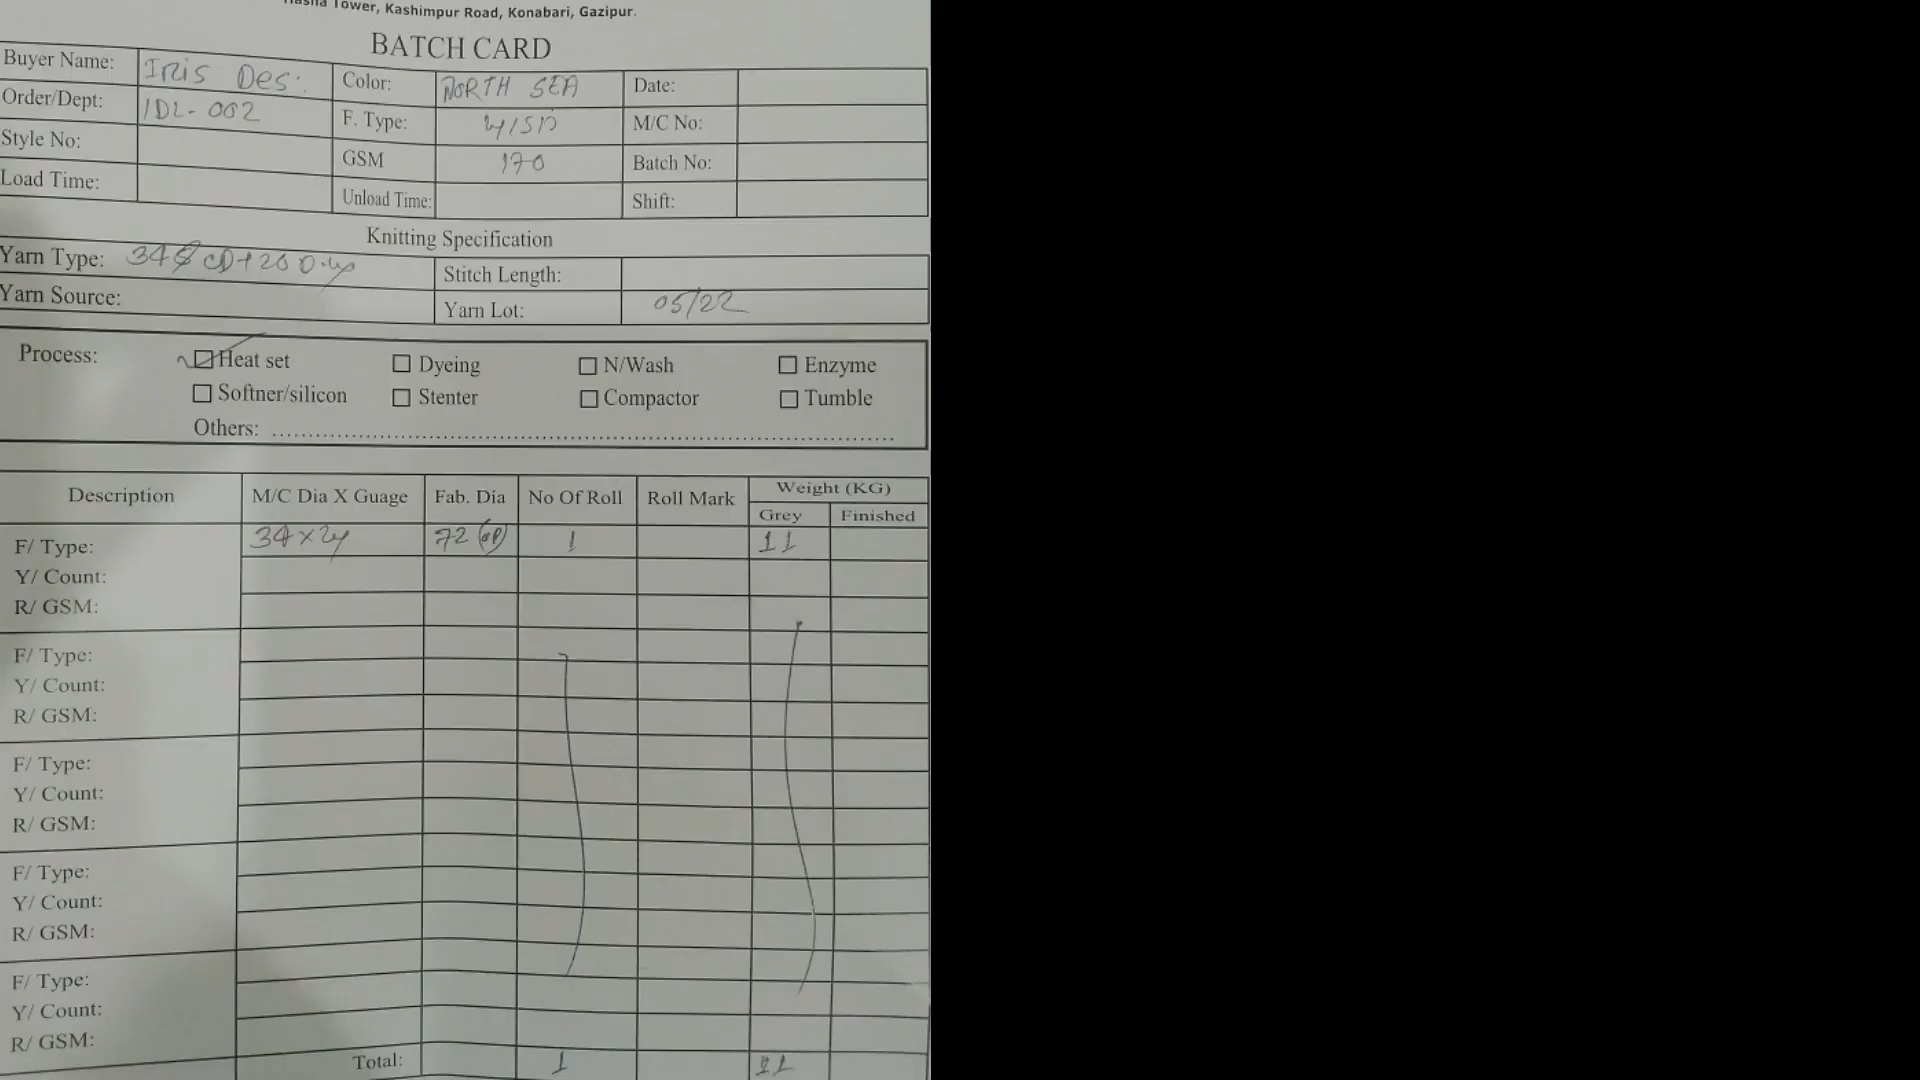 Tower, Kashimpur Road, Konabari, Gazipur.
BATCH CARD
Buyer Name: Iris Des: Color: NORTH SEA Date:
Order/Dept: IDL-002 F. Type: M/C No:
Style No: GSM 170 Batch No:
Load Time: Unload Time: Shift:
Knitting Specification
Yarn Type: Stitch Length:
Yarn Source: Yarn Lot: 05/22
Process: Heat set Dyeing N/Wash Enzyme
Softner/silicon Stenter Compactor Tumble
Others:
Description M/C Dia X Guage Fab. Dia No Of Roll Roll Mark Weight (KG)
Grey Finished
F/ Type: 34x24 72 (OP) 1 11
Y/ Count:
R/ GSM:
F/ Type:
Y/ Count:
R/ GSM:
F/ Type:
Y/ Count:
R/ GSM:
F/ Type:
Y/ Count:
R/ GSM:
F/ Type:
Y/ Count:
R/ GSM:
Total: 1 11